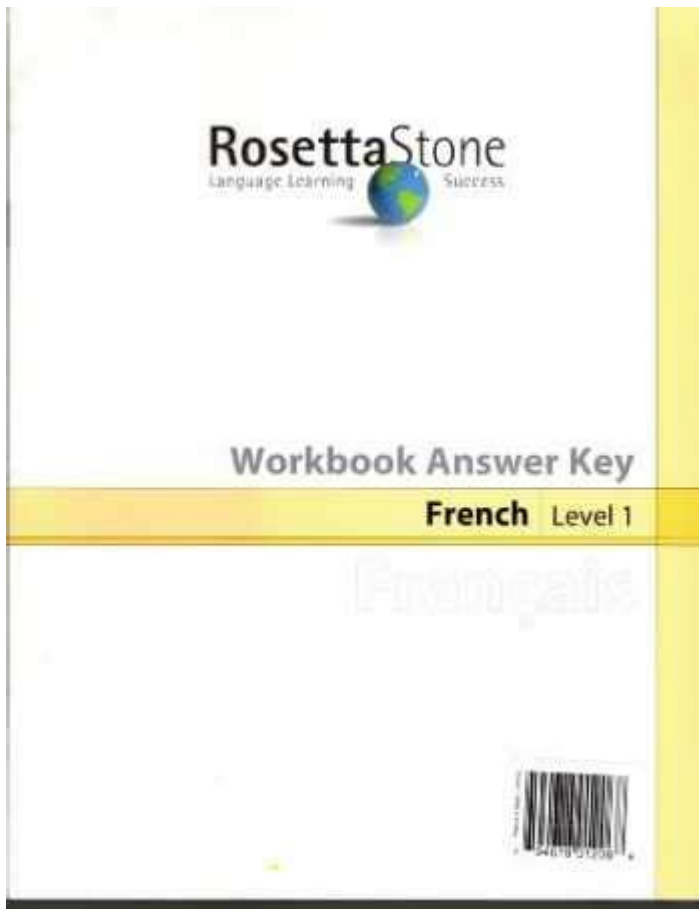 RosettaStone
Language Learning Success
Workbook Answer Key
French Level 1
Français